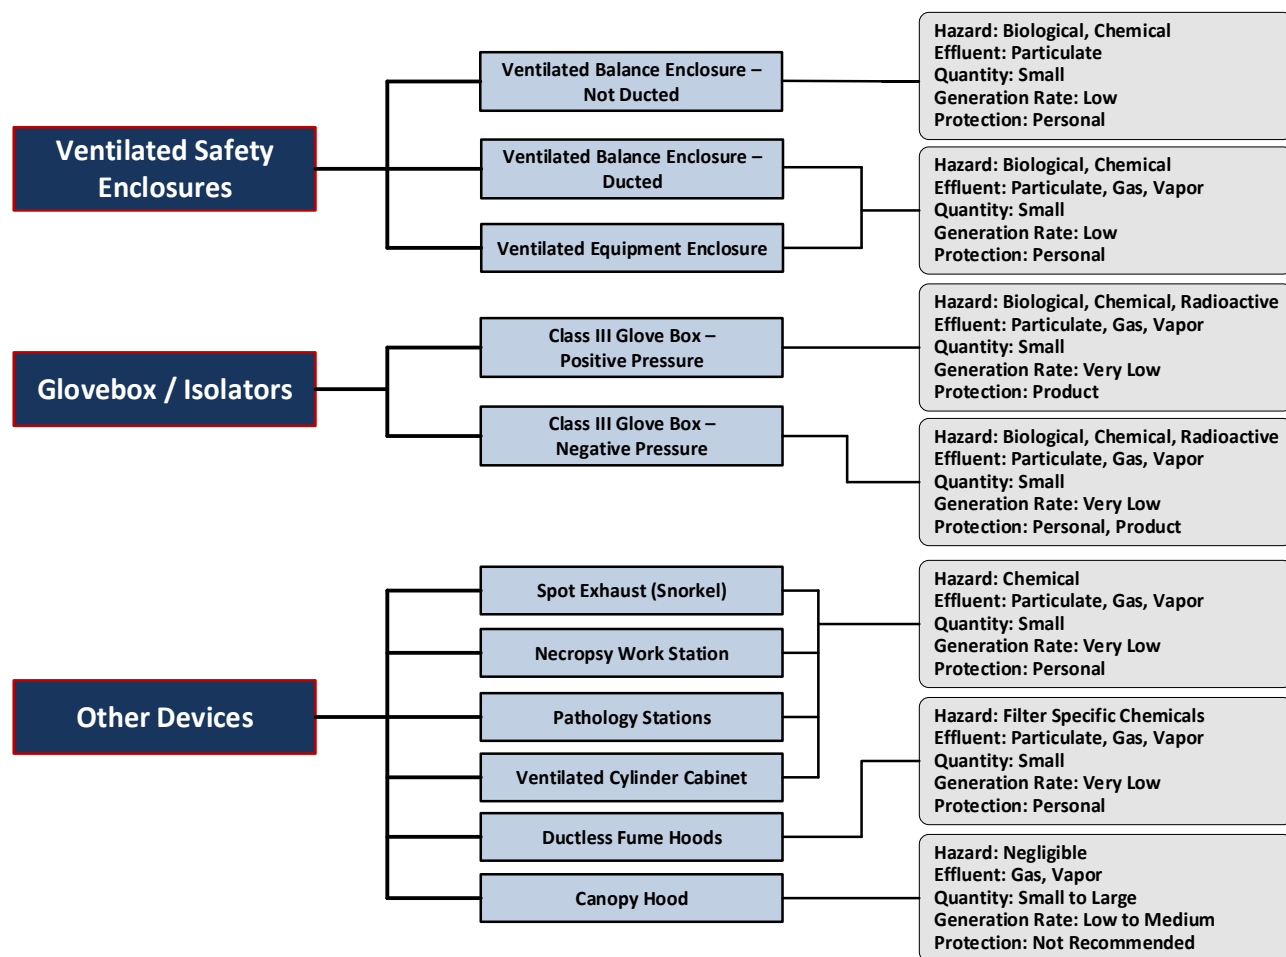 Ventilated Safety
Enclosures
Ventilated Balance Enclosure –
Not Ducted
Hazard: Biological, Chemical
Effluent: Particulate
Quantity: Small
Generation Rate: Low
Protection: Personal
Ventilated Balance Enclosure –
Ducted
Ventilated Equipment Enclosure
Hazard: Biological, Chemical
Effluent: Particulate, Gas, Vapor
Quantity: Small
Generation Rate: Low
Protection: Personal
Glovebox / Isolators
Class III Glove Box –
Positive Pressure
Hazard: Biological, Chemical, Radioactive
Effluent: Particulate, Gas, Vapor
Quantity: Small
Generation Rate: Very Low
Protection: Product
Class III Glove Box –
Negative Pressure
Hazard: Biological, Chemical, Radioactive
Effluent: Particulate, Gas, Vapor
Quantity: Small
Generation Rate: Very Low
Protection: Personal, Product
Other Devices
Spot Exhaust (Snorkel)
Necropsy Work Station
Pathology Stations
Ventilated Cylinder Cabinet
Hazard: Chemical
Effluent: Particulate, Gas, Vapor
Quantity: Small
Generation Rate: Very Low
Protection: Personal
Ductless Fume Hoods
Hazard: Filter Specific Chemicals
Effluent: Particulate, Gas, Vapor
Quantity: Small
Generation Rate: Very Low
Protection: Personal
Canopy Hood
Hazard: Negligible
Effluent: Gas, Vapor
Quantity: Small to Large
Generation Rate: Low to Medium
Protection: Not Recommended